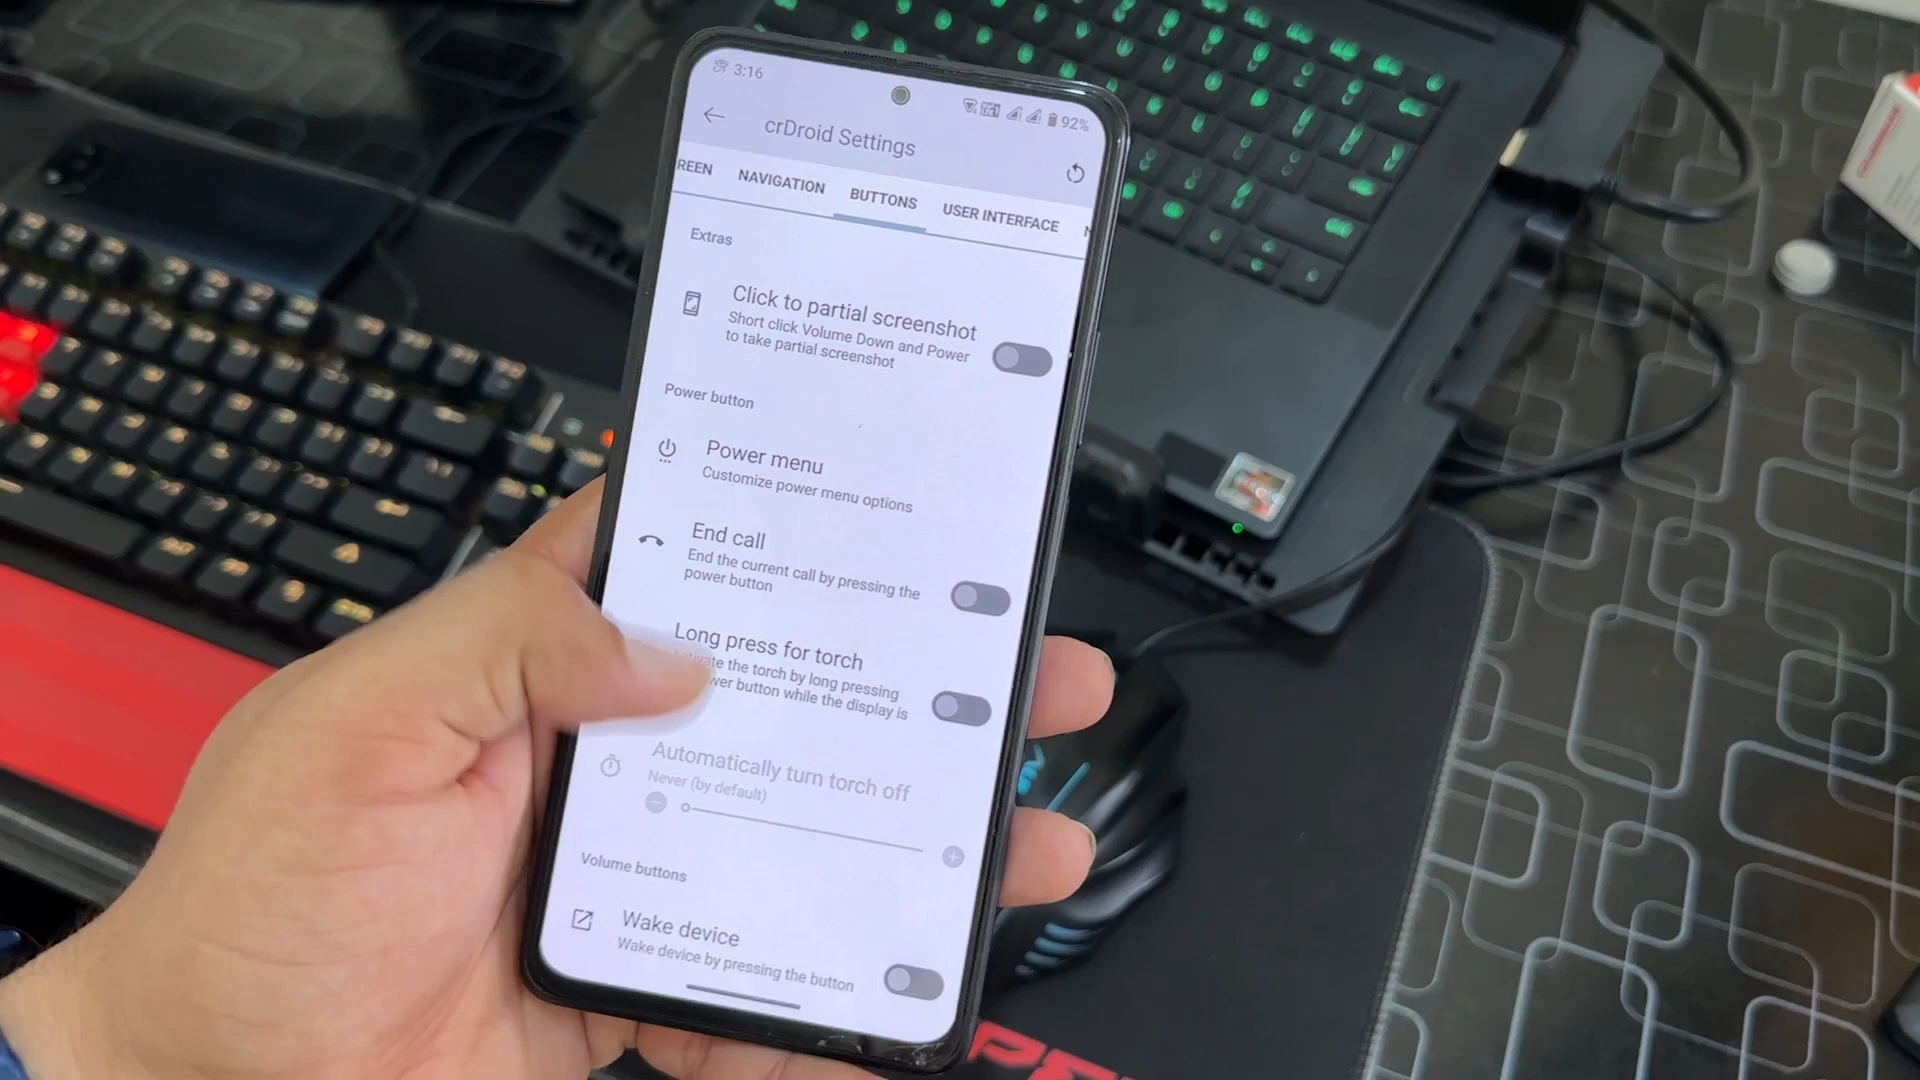 3:16
92%
crDroid Settings
REEN NAVIGATION BUTTONS USER INTERFACE
Extras
Click to partial screenshot
Short click Volume Down and Power
to take partial screenshot
Power button
Power menu
Customize power menu options
End call
End the current call by pressing the
power button
Long press for torch
the torch by long pressing
button while the display is
Automatically turn torch off
Never (by default)
Volume buttons
Wake device
Wake device by pressing the button